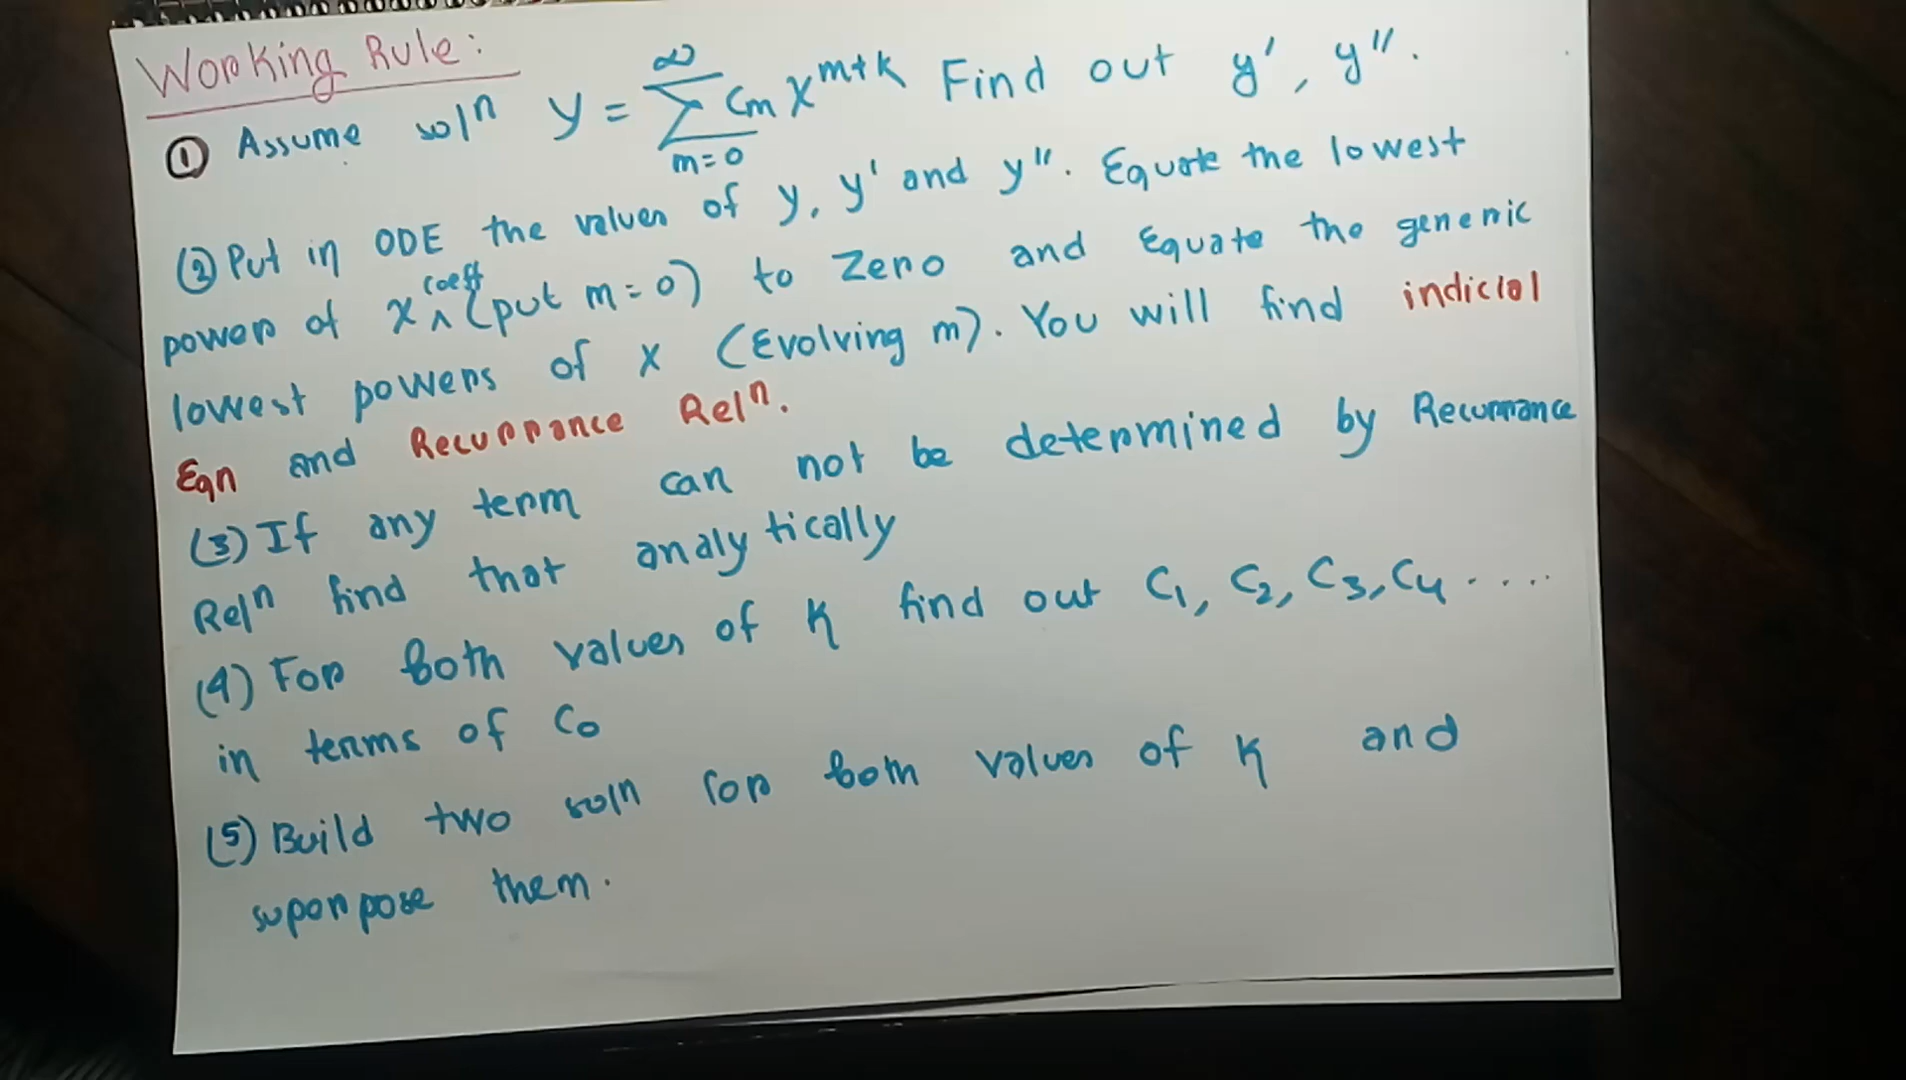 Working Rule:
① Assume solⁿ y = ∞ Σ m=0 Cm x^m+k Find out y', y''.
(2) Put in ODE the values of y, y' and y''. Equate the lowest
power of x ^ coeff (put m=0) to zero and Equate the generic
lowest powers of x (Evolving m). You will find indicial
Eqn and Recurrance Relⁿ.
(3) If any term can not be determined by Recurrance
Relⁿ find that analytically
(4) For both values of K find out C₁, C₂, C₃, C₄ ....
in terms of C₀
(5) Build two solⁿ for both values of K and
superpose them.